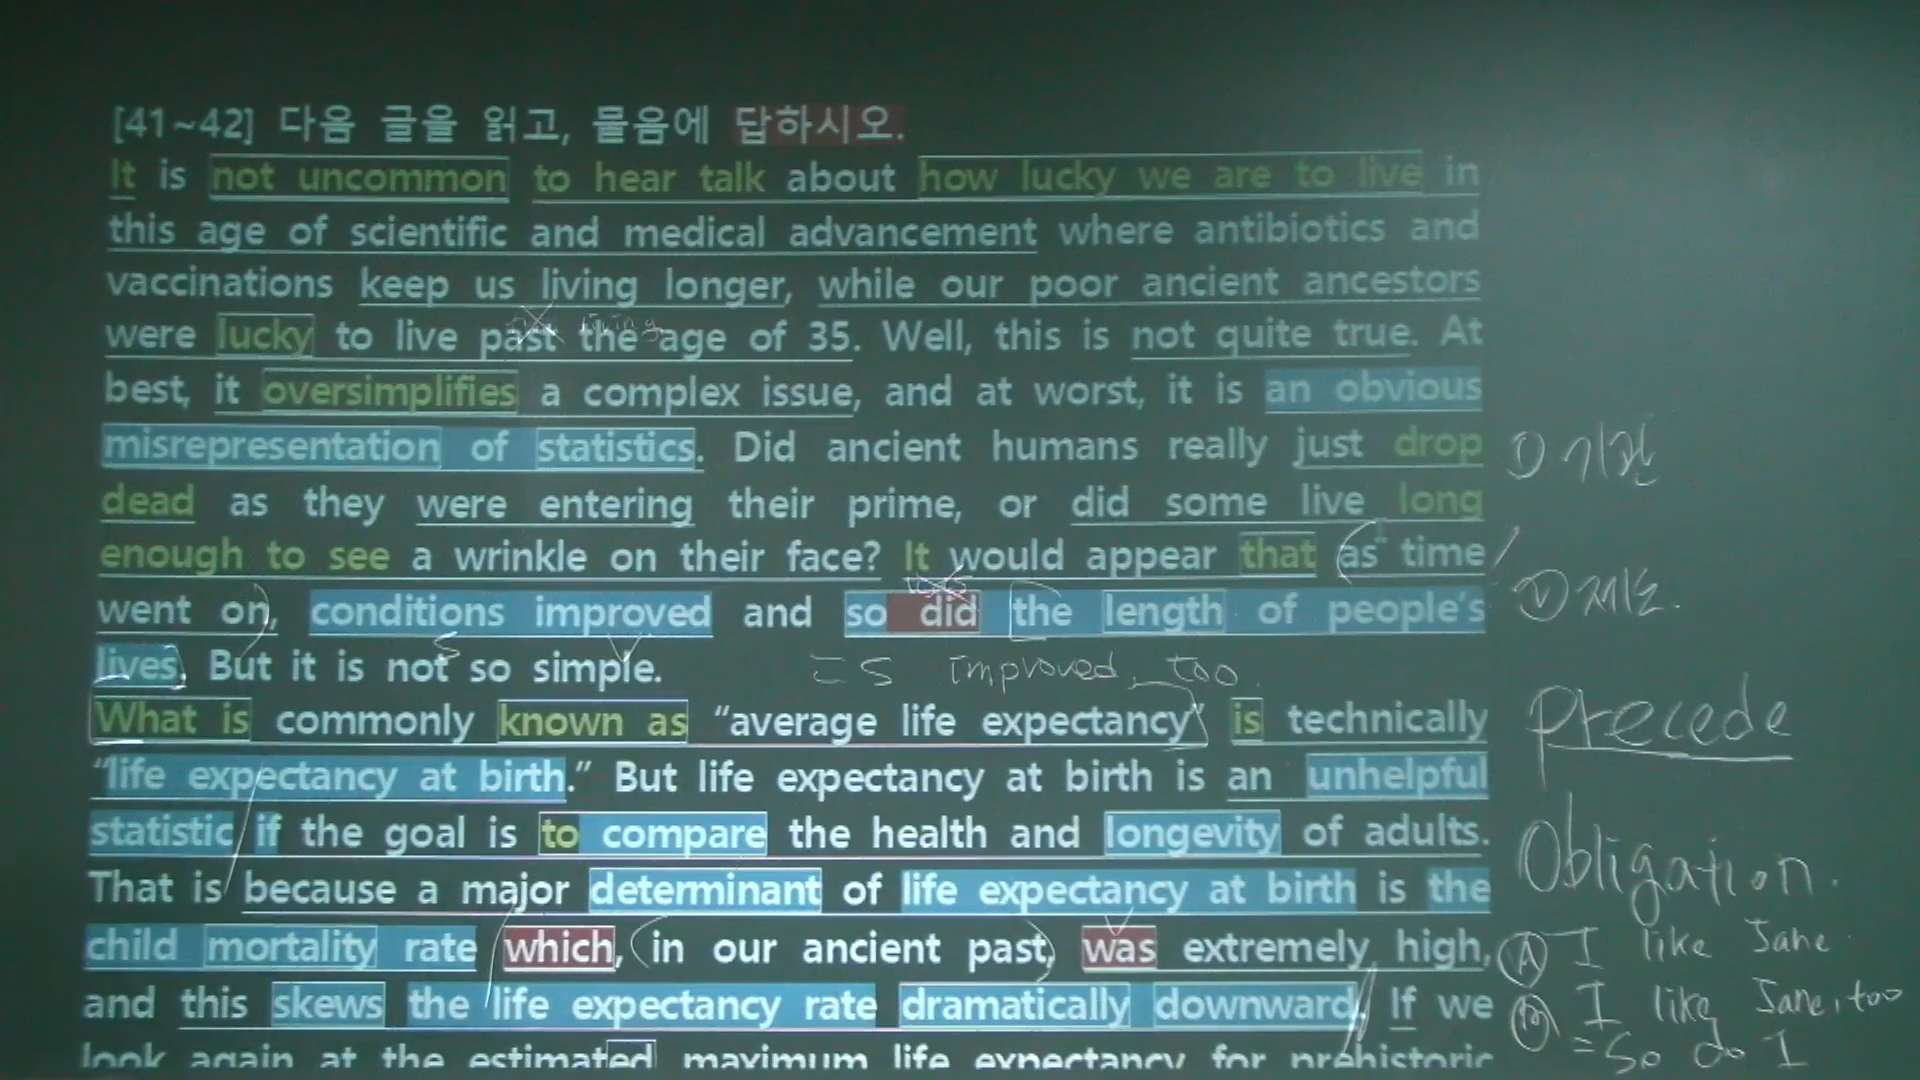 [41~42] 다음 글을 읽고, 물음에 답하시오.
It is not uncommon to hear talk about how lucky we are to live in
this age of scientific and medical advancement where antibiotics and
vaccinations keep us living longer, while our poor ancient ancestors
were lucky to live past the age of 35. Well, this is not quite true. At
best, it oversimplifies a complex issue, and at worst, it is an obvious
misrepresentation of statistics. Did ancient humans really just drop
dead as they were entering their prime, or did some live long
enough to see a wrinkle on their face? It would appear that as time
went on, conditions improved and so did the length of people's
lives. But it is not so simple.
= S improved, too.
What is commonly known as “average life expectancy” is technically
“life expectancy at birth.” But life expectancy at birth is an unhelpful
statistic if the goal is to compare the health and longevity of adults.
That is because a major determinant of life expectancy at birth is the
child mortality rate which, in our ancient past, was extremely high,
and this skews the life expectancy rate dramatically downward. If we
look again at the estimated maximum life expectancy for prehistoric
precede
Obligation.
Ⓐ I like Jane.
Ⓑ I like Jane, too
= So do I